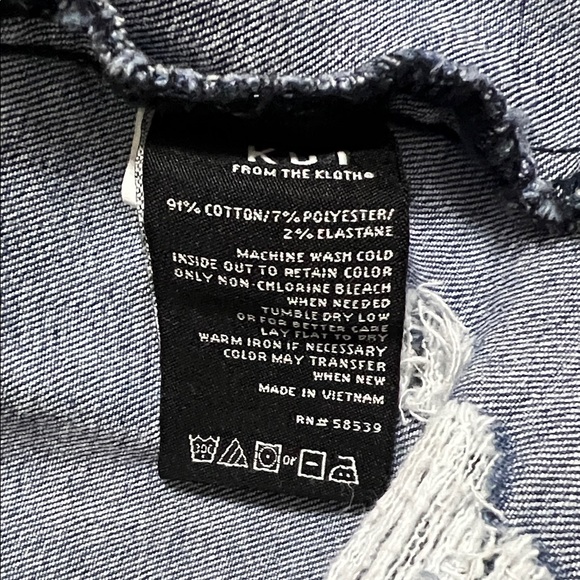 KUT
FROM THE KLOTH®
91% COTTON/7% POLYESTER/
2% ELASTANE
MACHINE WASH COLD
INSIDE OUT TO RETAIN COLOR
ONLY NON-CHLORINE BLEACH
WHEN NEEDED
TUMBLE DRY LOW
OR FOR BETTER CARE
LAY FLAT TO DRY
WARM IRON IF NECESSARY
COLOR MAY TRANSFER
WHEN NEW
MADE IN VIETNAM
RN# 58539
30C or